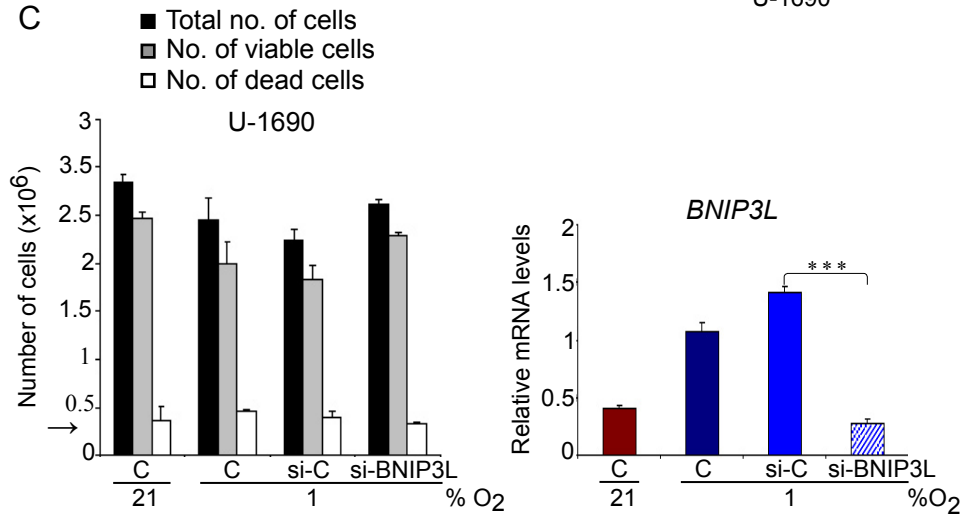 C
U-1690
Total no. of cells
No. of viable cells
No. of dead cells
U-1690
Number of cells (x10⁶)
3
3.5
2.5
2
1.5
1
0.5
→
0
C C si-C si-BNIP3L
21 1 % O₂
BNIP3L
Relative mRNA levels
2
1.5
1
0.5
0
***
C C si-C si-BNIP3L
21 1 %O₂